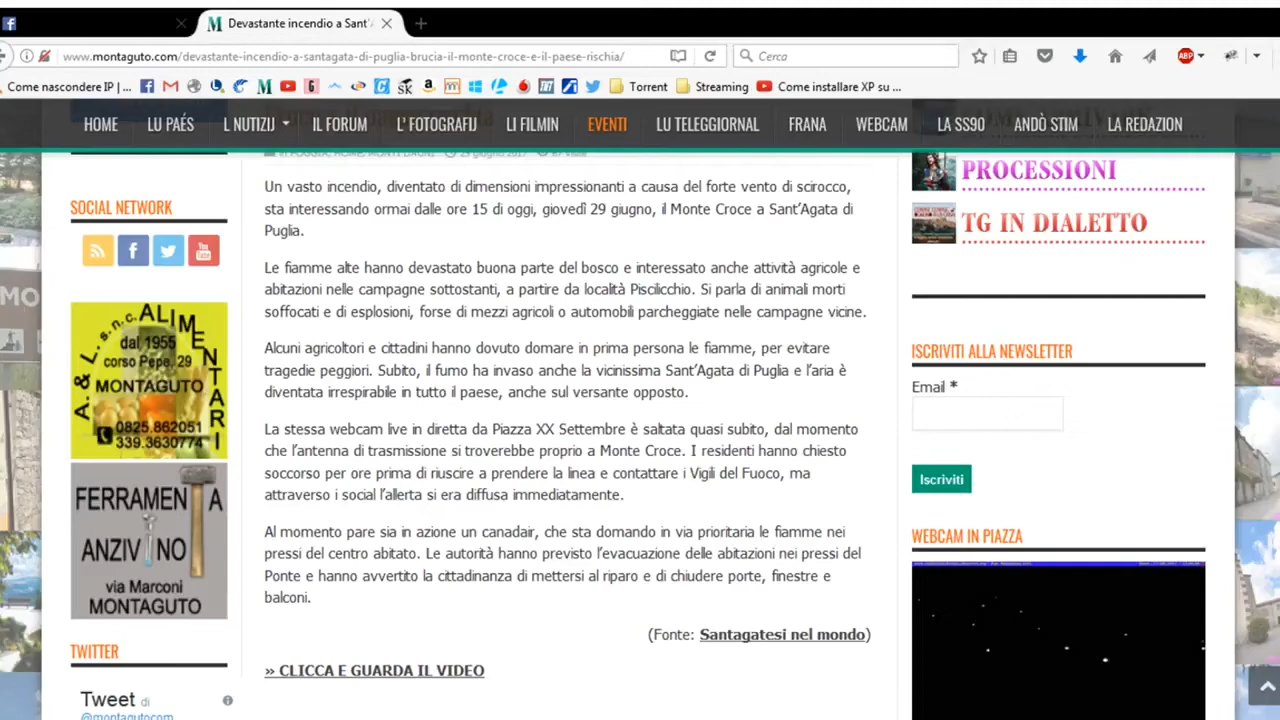 Devastante incendio a Sant'
www.montaguto.com/devastante-incendio-a-santagata-di-puglia-brucia-il-monte-croce-e-il-paese-rischia/
Cerca
ABP
Come nascondere IP | ...
Torrent
Streaming
Come installare XP su ...
HOME
LU PAÉS
L NUTIZIJ
IL FORUM
L' FOTOGRAFIJ
LI FILMIN
EVENTI
LU TELEGGIORNAL
FRANA
WEBCAM
LA SS90
ANDÒ STIM
LA REDAZION
SOCIAL NETWORK
You
A. & L. s.n.c. ALIMENTARI
dal 1955
corso Pepe, 29
MONTAGUTO
0825.862051
339.3630774
FERRAMENTA
ANZIVINO
via Marconi
MONTAGUTO
TWITTER
Tweet di
@montagutocom
Un vasto incendio, diventato di dimensioni impressionanti a causa del forte vento di scirocco,
sta interessando ormai dalle ore 15 di oggi, giovedì 29 giugno, il Monte Croce a Sant'Agata di
Puglia.
Le fiamme alte hanno devastato buona parte del bosco e interessato anche attività agricole e
abitazioni nelle campagne sottostanti, a partire da località Piscilicchio. Si parla di animali morti
soffocati e di esplosioni, forse di mezzi agricoli o automobili parcheggiate nelle campagne vicine.
Alcuni agricoltori e cittadini hanno dovuto domare in prima persona le fiamme, per evitare
tragedie peggiori. Subito, il fumo ha invaso anche la vicinissima Sant'Agata di Puglia e l'aria è
diventata irrespirabile in tutto il paese, anche sul versante opposto.
La stessa webcam live in diretta da Piazza XX Settembre è saltata quasi subito, dal momento
che l'antenna di trasmissione si troverebbe proprio a Monte Croce. I residenti hanno chiesto
soccorso per ore prima di riuscire a prendere la linea e contattare i Vigili del Fuoco, ma
attraverso i social l'allerta si era diffusa immediatamente.
Al momento pare sia in azione un canadair, che sta domando in via prioritaria le fiamme nei
pressi del centro abitato. Le autorità hanno previsto l'evacuazione delle abitazioni nei pressi del
Ponte e hanno avvertito la cittadinanza di mettersi al riparo e di chiudere porte, finestre e
balconi.
(Fonte: Santagatesi nel mondo)
» CLICCA E GUARDA IL VIDEO
PROCESSIONI
TG IN DIALETTO
ISCRIVITI ALLA NEWSLETTER
Email *
Iscriviti
WEBCAM IN PIAZZA